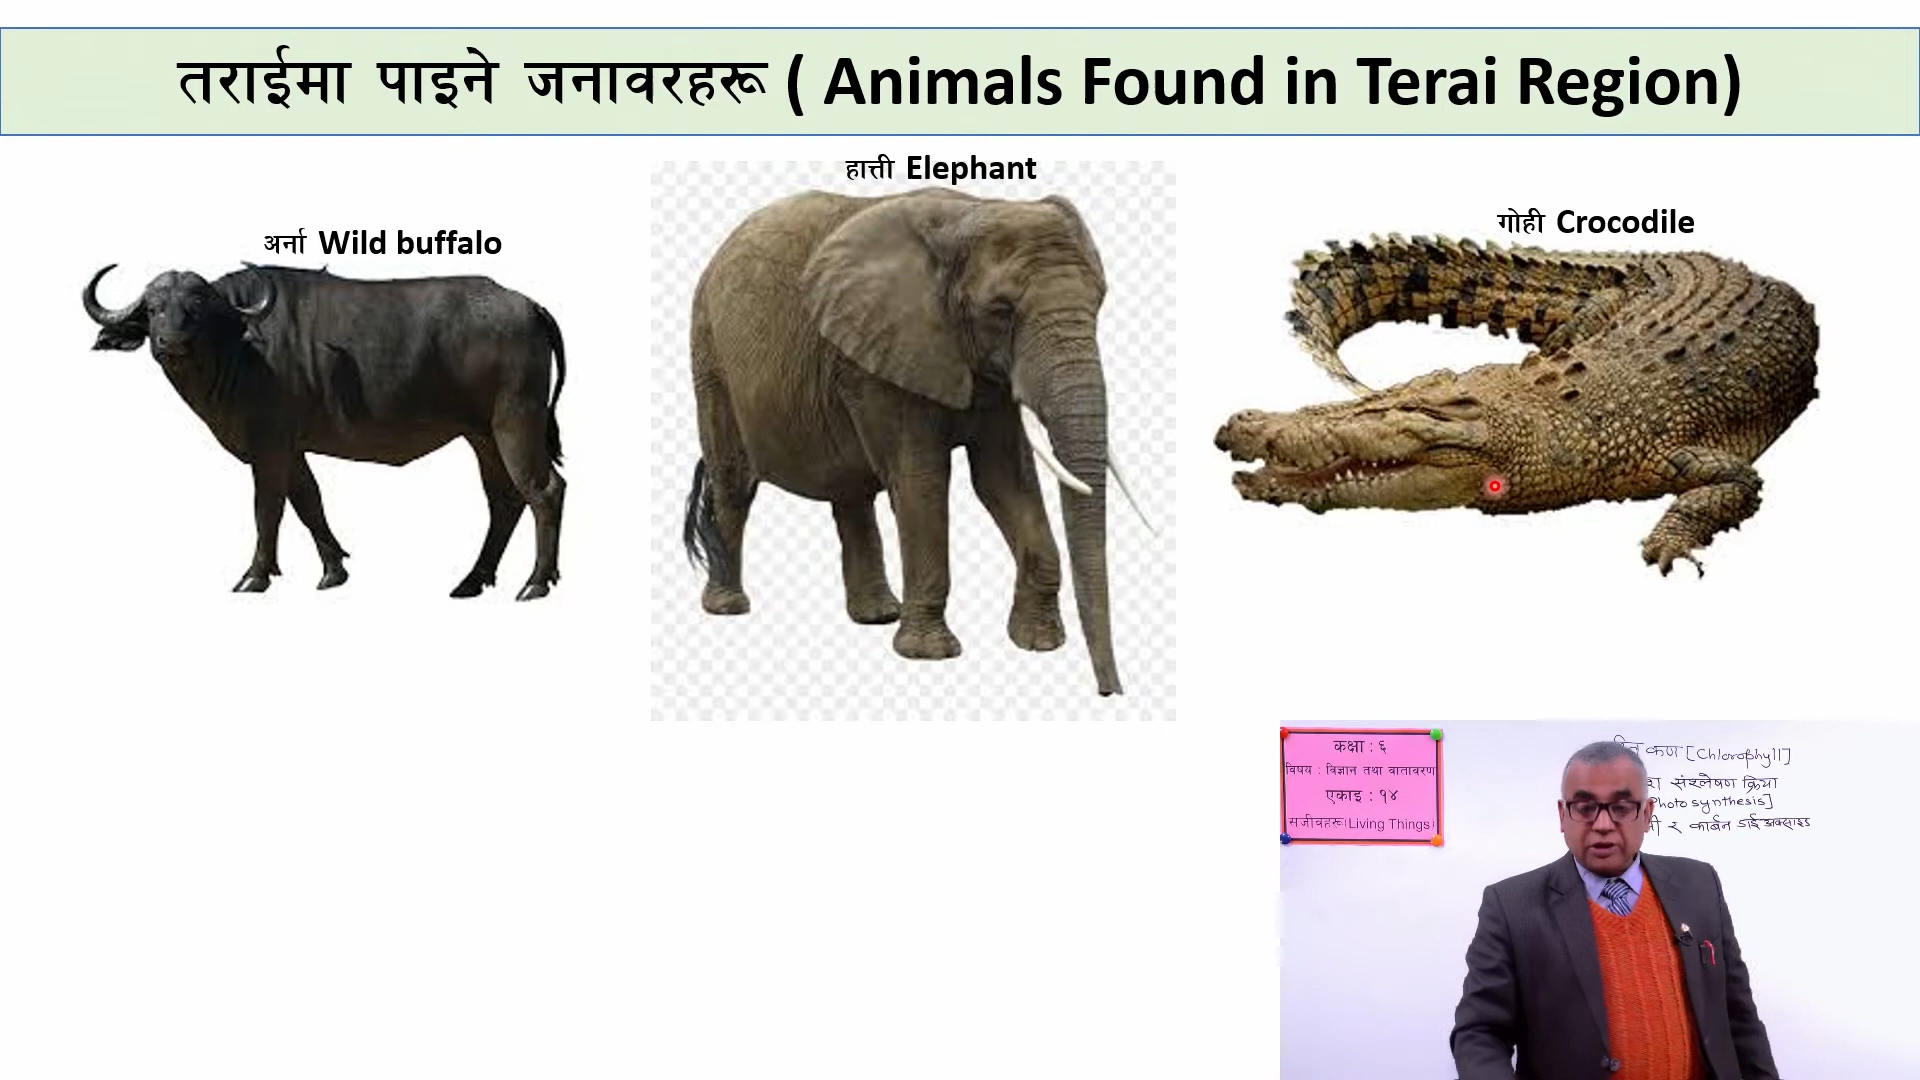 तराईमा पाइने जनावरहरू ( Animals Found in Terai Region)
हात्ती Elephant
अर्ना Wild buffalo
गोही Crocodile
कक्षा : ६
विषय : विज्ञान तथा वातावरण
एकाइ : १४
सजीवहरू(Living Things)
कण [Chlorophyll]
संश्लेषण क्रिया
Photosynthesis]
र कार्बन डाईअक्साइड